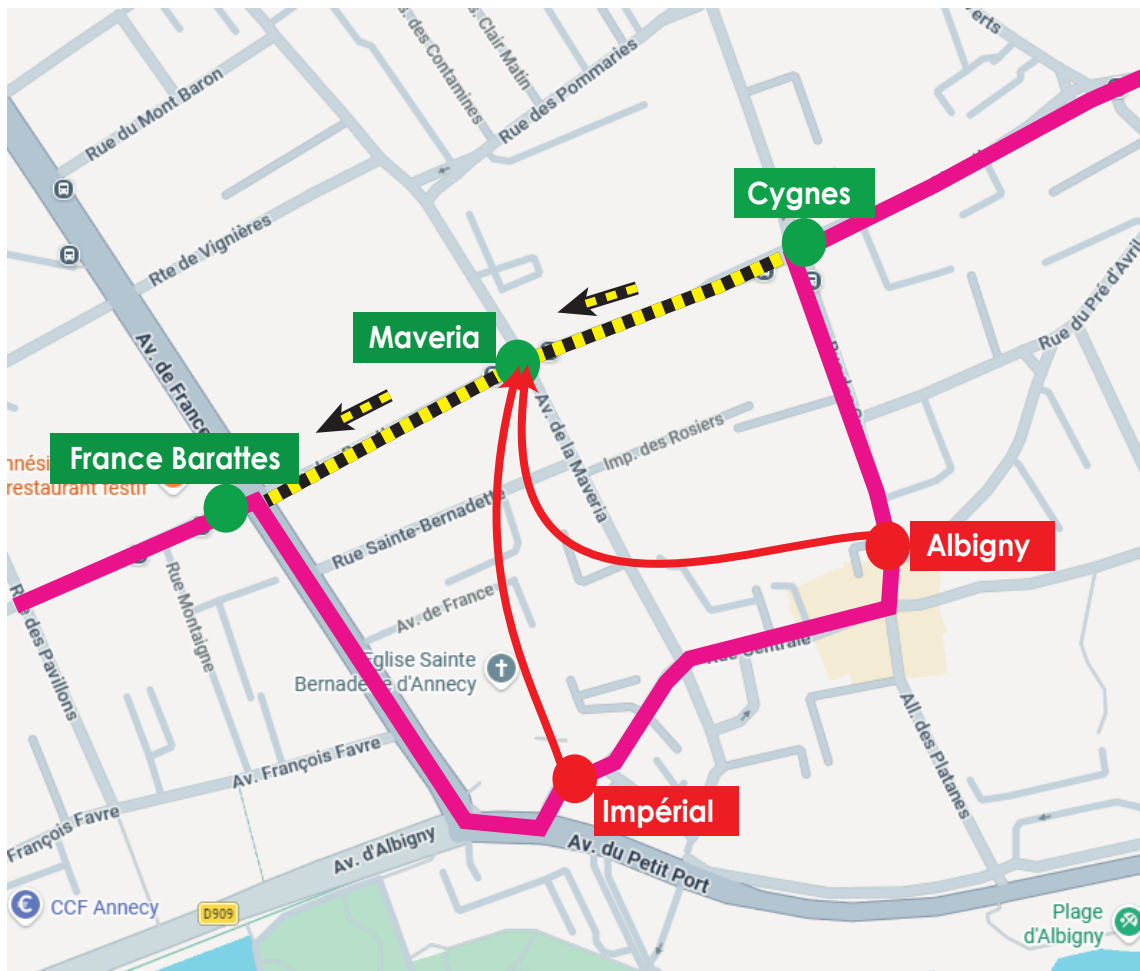 Rue du Mont Baron
s. des Contamines
s. Clair Matin
Rue des Pommaries
erts
Rte de Vignières
Cygnes
Rue du Pré d'Avril
Maveria
Av. de France
Av. de la Maveria
Imp. des Rosiers
France Barattes
restaurant festif
Rue Sainte-Bernadette
Albigny
Rue Montaigne
Av. de France
Rue des Pavillons
Rue Centrale
Eglise Sainte
Bernadette d'Annecy
All. des Platanes
Av. François Favre
François Favre
Impérial
Av. d'Albigny
Av. du Petit Port
CCF Annecy
D909
Plage
d'Albigny